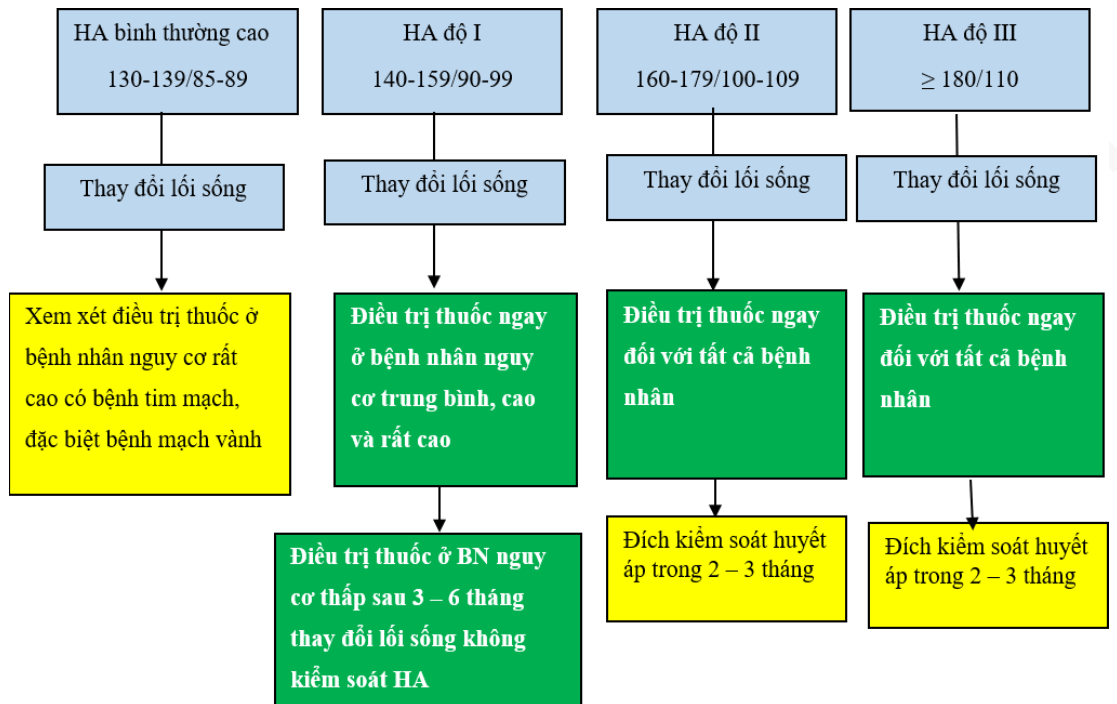 HA bình thường cao
130-139/85-89
HA độ I
140-159/90-99
HA độ II
160-179/100-109
HA độ III
≥ 180/110
Thay đổi lối sống
Thay đổi lối sống
Thay đổi lối sống
Thay đổi lối sống
Xem xét điều trị thuốc ở
bệnh nhân nguy cơ rất
cao có bệnh tim mạch,
đặc biệt bệnh mạch vành
Điều trị thuốc ngay
ở bệnh nhân nguy
cơ trung bình, cao
và rất cao
Điều trị thuốc ngay
đối với tất cả bệnh
nhân
Điều trị thuốc ngay
đối với tất cả bệnh
nhân
Điều trị thuốc ở BN nguy
cơ thấp sau 3 – 6 tháng
thay đổi lối sống không
kiểm soát HA
Đích kiểm soát huyết
áp trong 2 – 3 tháng
Đích kiểm soát huyết
áp trong 2 – 3 tháng